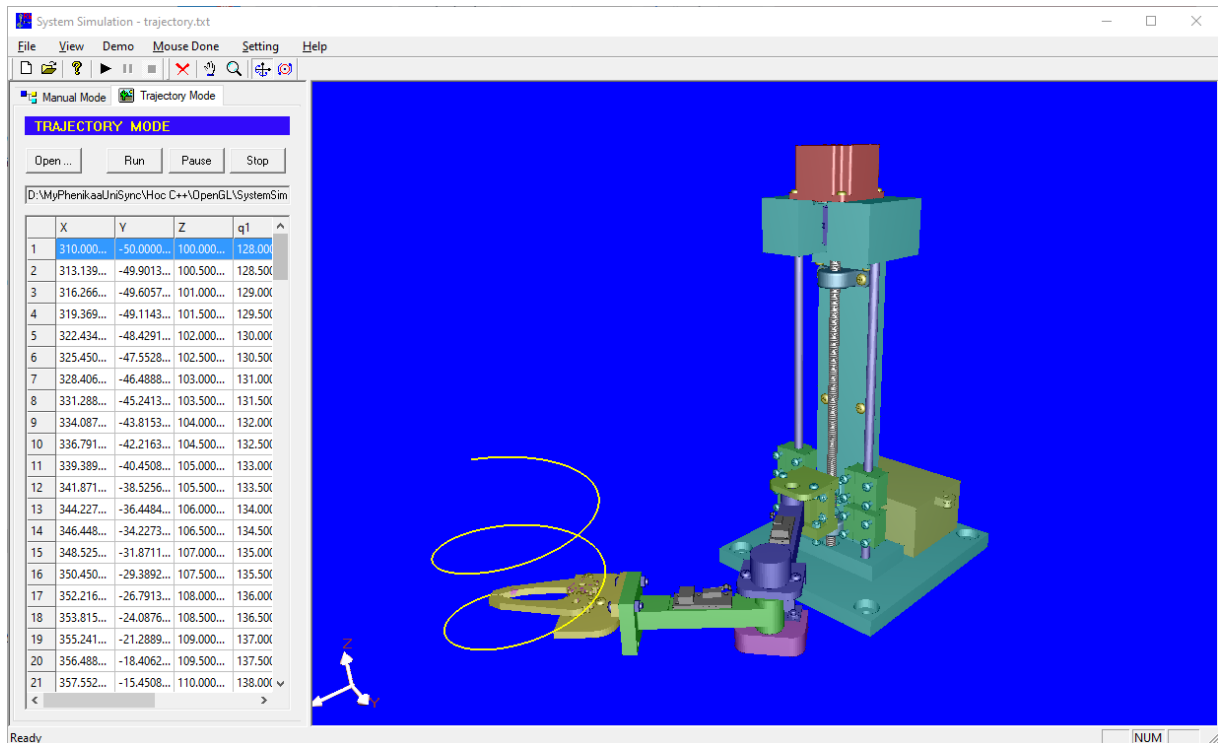 System Simulation - trajectory.txt
File View Demo Mouse Done Setting Help
Manual Mode Trajectory Mode
TRAJECTORY MODE
Open ... Run Pause Stop
D:\MyPhenikaaUniSync\Hoc C++\OpenGL\SystemSim
X Y Z q1
1 310.000... -50.0000... 100.000... 128.000
2 313.139... -49.9013... 100.500... 128.500
3 316.266... -49.6057... 101.000... 129.000
4 319.369... -49.1143... 101.500... 129.500
5 322.434... -48.4291... 102.000... 130.000
6 325.450... -47.5528... 102.500... 130.500
7 328.406... -46.4888... 103.000... 131.000
8 331.288... -45.2413... 103.500... 131.500
9 334.087... -43.8153... 104.000... 132.000
10 336.791... -42.2163... 104.500... 132.500
11 339.389... -40.4508... 105.000... 133.000
12 341.871... -38.5256... 105.500... 133.500
13 344.227... -36.4484... 106.000... 134.000
14 346.448... -34.2273... 106.500... 134.500
15 348.525... -31.8711... 107.000... 135.000
16 350.450... -29.3892... 107.500... 135.500
17 352.216... -26.7913... 108.000... 136.000
18 353.815... -24.0876... 108.500... 136.500
19 355.241... -21.2889... 109.000... 137.000
20 356.488... -18.4062... 109.500... 137.500
21 357.552... -15.4508... 110.000... 138.000
Z
Y
Ready NUM